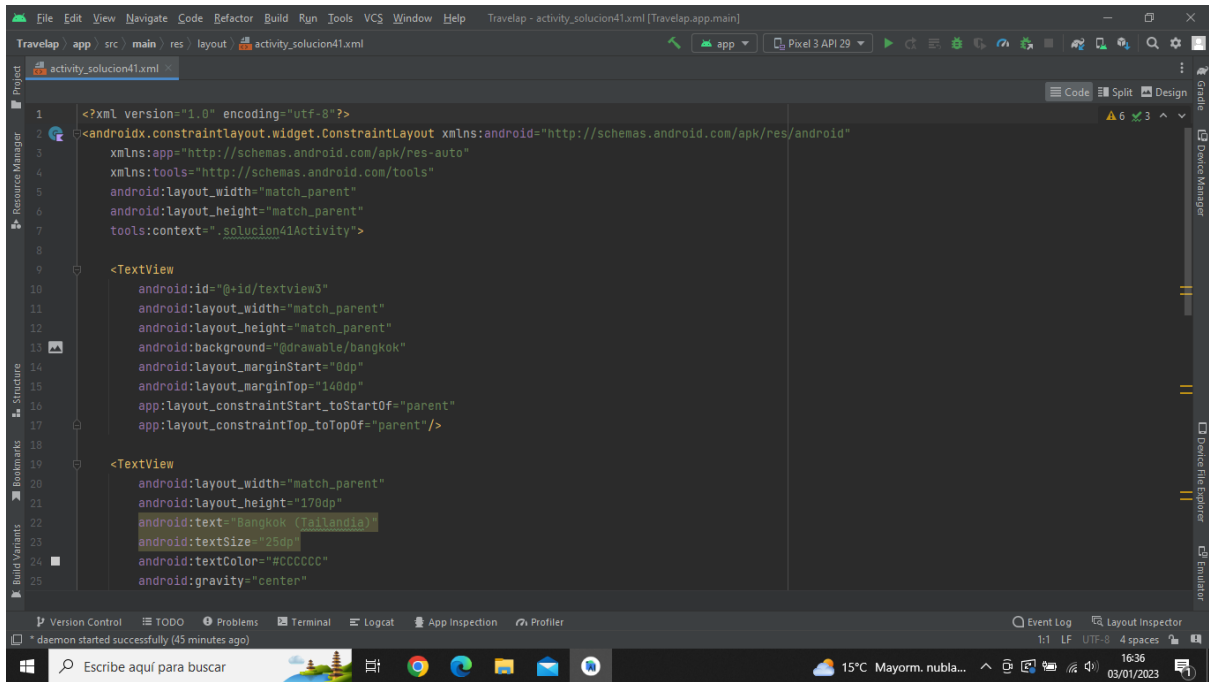 File Edit View Navigate Code Refactor Build Run Tools VCS Window Help Travelap - activity_solucion41.xml [Travelap.app.main]
Travelap app src main res layout activity_solucion41.xml app Pixel 3 API 29
activity_solucion41.xml
Code Split Design
6 3
Project
Resource Manager
Structure
Bookmarks
Build Variants
1 <?xml version="1.0" encoding="utf-8"?>
2 <androidx.constraintlayout.widget.ConstraintLayout xmlns:android="http://schemas.android.com/apk/res/android"
3 xmlns:app="http://schemas.android.com/apk/res-auto"
4 xmlns:tools="http://schemas.android.com/tools"
5 android:layout_width="match_parent"
6 android:layout_height="match_parent"
7 tools:context=".solucion41Activity">
8
9 <TextView
10 android:id="@+id/textview3"
11 android:layout_width="match_parent"
12 android:layout_height="match_parent"
13 android:background="@drawable/bangkok"
14 android:layout_marginStart="0dp"
15 android:layout_marginTop="140dp"
16 app:layout_constraintStart_toStartOf="parent"
17 app:layout_constraintTop_toTopOf="parent"/>
18
19 <TextView
20 android:layout_width="match_parent"
21 android:layout_height="170dp"
22 android:text="Bangkok (Tailandia)"
23 android:textSize="25dp"
24 android:textColor="#CCCCCC"
25 android:gravity="center"
Gradle
Device Manager
Device File Explorer
Emulator
Version Control TODO Problems Terminal Logcat App Inspection Profiler Event Log Layout Inspector
* daemon started successfully (45 minutes ago) 1:1 LF UTF-8 4 spaces
Escribe aquí para buscar 15°C Mayorm. nubla... 16:36
03/01/2023
1